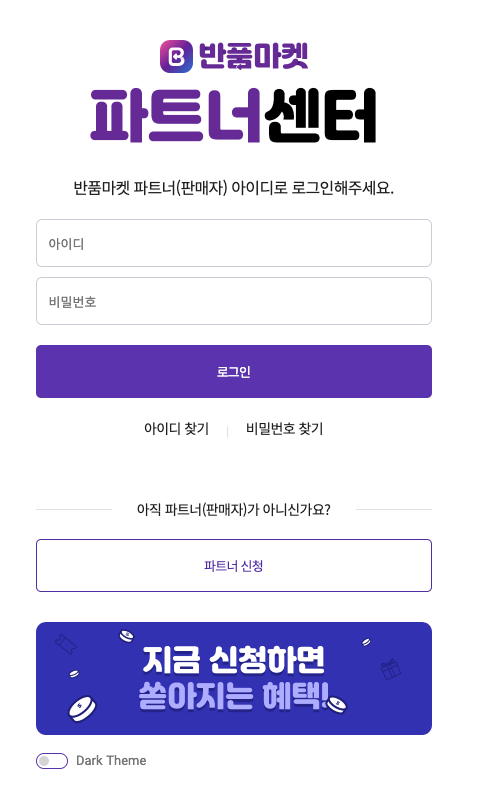 반품마켓
파트너센터
반품마켓 파트너(판매자) 아이디로 로그인해주세요.
아이디
비밀번호
로그인
아이디 찾기 | 비밀번호 찾기
아직 파트너(판매자)가 아니신가요?
파트너 신청
지금 신청하면
쏟아지는 혜택!
Dark Theme